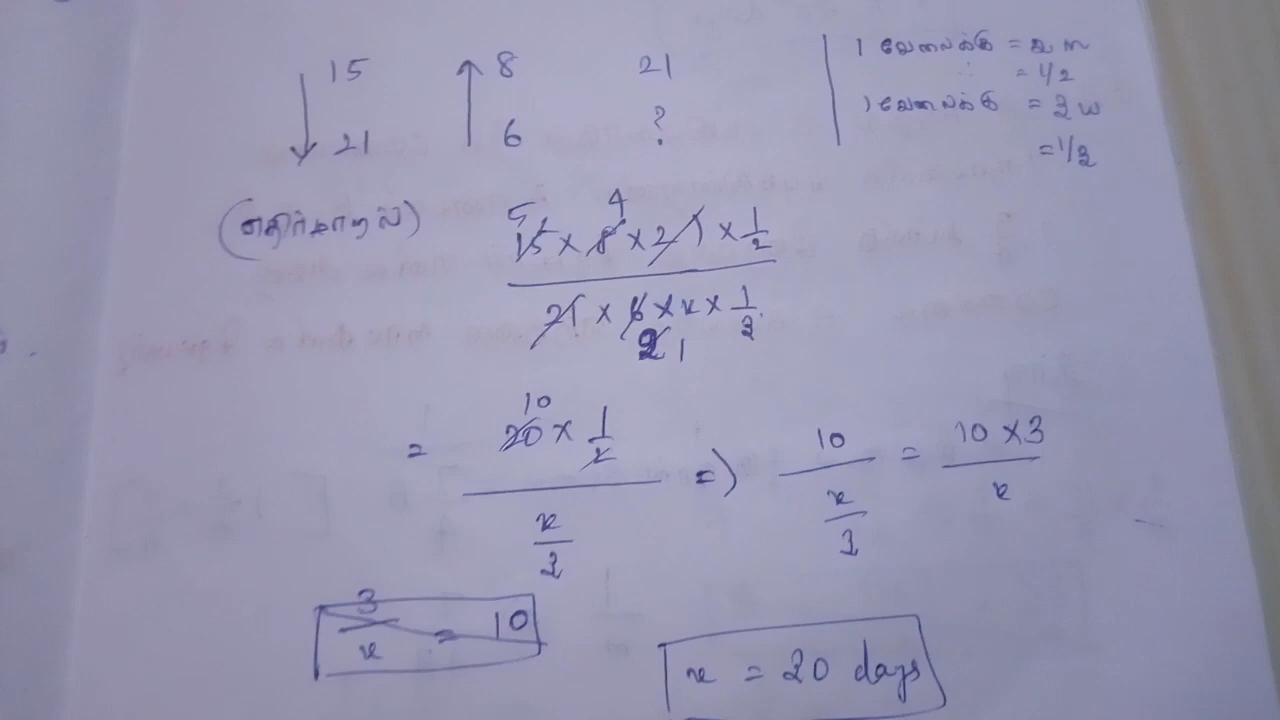 15 8 21
21 6 ?
1 வேலைக்கு = 2 m
= 1/2
1 வேலைக்கு = 3 w
= 1/3
(எதிர்மாறல்)
5 4
15 × 8 × 21 × 1/2
21 × 6 × x × 1/3
2 1
10
= 20 × 1/2 / x/3 => 10 / x/3 = 10 × 3 / x
3/x = 10
x = 20 days